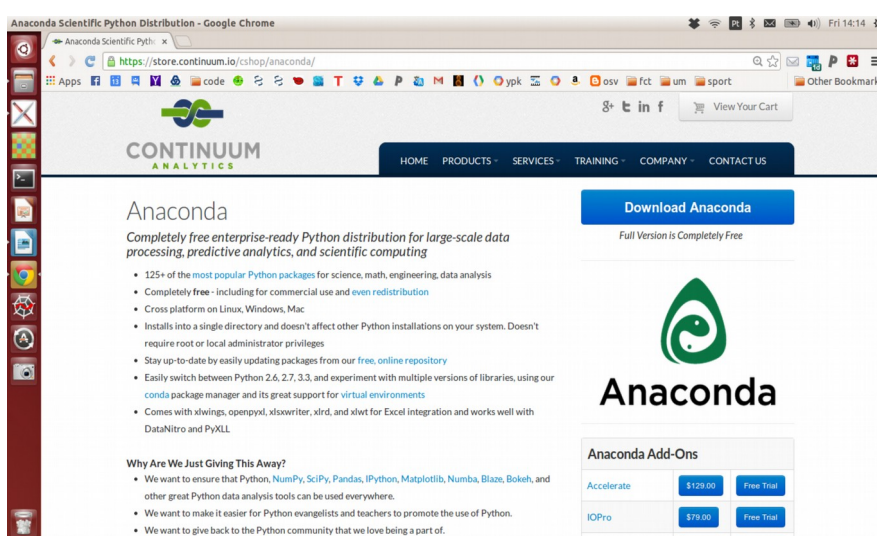 Anaconda Scientific Python Distribution - Google Chrome
Pt
Fri 14:14
Anaconda Scientific Pyth
https://store.continuum.io/cshop/anaconda/
Apps
code
ypk
osv
fct
um
sport
Other Bookmark
View Your Cart
CONTINUUM
ANALYTICS
HOME PRODUCTS SERVICES TRAINING COMPANY CONTACT US
Anaconda
Completely free enterprise-ready Python distribution for large-scale data
processing, predictive analytics, and scientific computing
125+ of the most popular Python packages for science, math, engineering, data analysis
Completely free - including for commercial use and even redistribution
Cross platform on Linux, Windows, Mac
Installs into a single directory and doesn't affect other Python installations on your system. Doesn't
require root or local administrator privileges
Stay up-to-date by easily updating packages from our free, online repository
Easily switch between Python 2.6, 2.7, 3.3, and experiment with multiple versions of libraries, using our
conda package manager and its great support for virtual environments
Comes with xlwings, openpyxl, xlsxwriter, xlrd, and xlwt for Excel integration and works well with
DataNitro and PyXLL
Why Are We Just Giving This Away?
We want to ensure that Python, NumPy, SciPy, Pandas, IPython, Matplotlib, Numba, Blaze, Bokeh, and
other great Python data analysis tools can be used everywhere.
We want to make it easier for Python evangelists and teachers to promote the use of Python.
We want to give back to the Python community that we love being a part of.
Download Anaconda
Full Version is Completely Free
Anaconda
Anaconda Add-Ons
Accelerate $129.00 Free Trial
IOPro $79.00 Free Trial